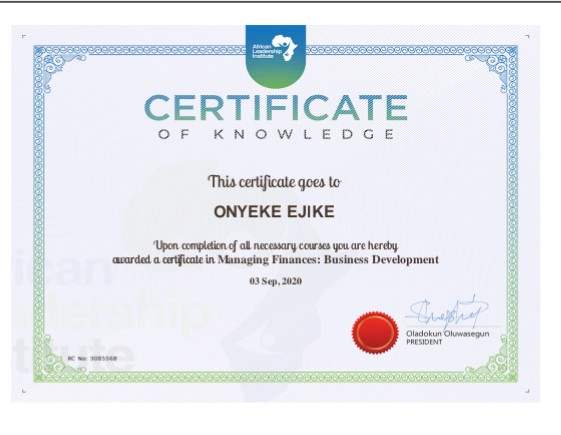 African
Leadership
Institute
CERTIFICATE
OF KNOWLEDGE
This certificate goes to
ONYEKE EJIKE
Upon completion of all necessary courses you are hereby
awarded a certificate in Managing Finances: Business Development
03 Sep, 2020
Oladokun Oluwasegun
PRESIDENT
RC No: 3085568